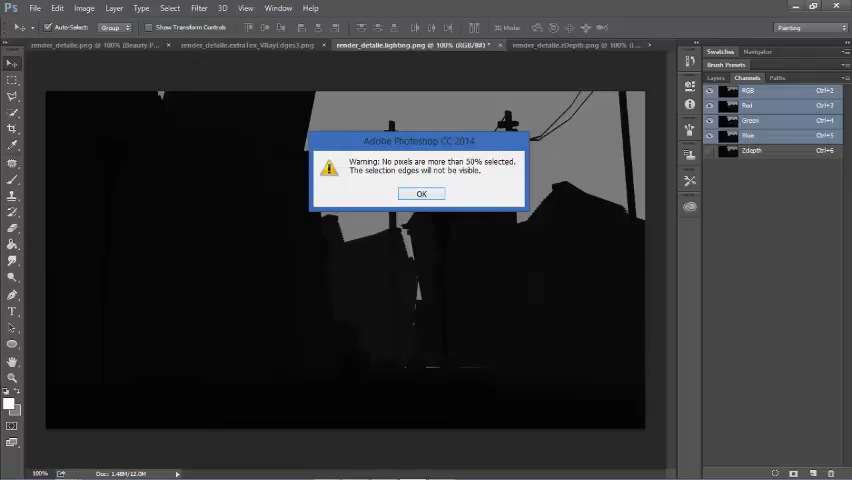 Ps File Edit Image Layer Type Select Filter 3D View Window Help
Auto-Select Group Show Transform Controls 3D Mode: Painting
render_detalle.png @ 100% (Beauty P... × render_detalle.extraTex_VRayEdges3.png × render_detalle.lighting.png @ 100% (RGB/8#) * × render_detalle.zDepth.png @ 100% (L...
Swatches Navigator
Brush Presets
Layers Channels Paths
RGB Ctrl+2
Red Ctrl+3
Green Ctrl+4
Blue Ctrl+5
Zdepth Ctrl+6
Adobe Photoshop CC 2014
Warning: No pixels are more than 50% selected.
The selection edges will not be visible.
OK
100% Doc: 1.48M/12.0M